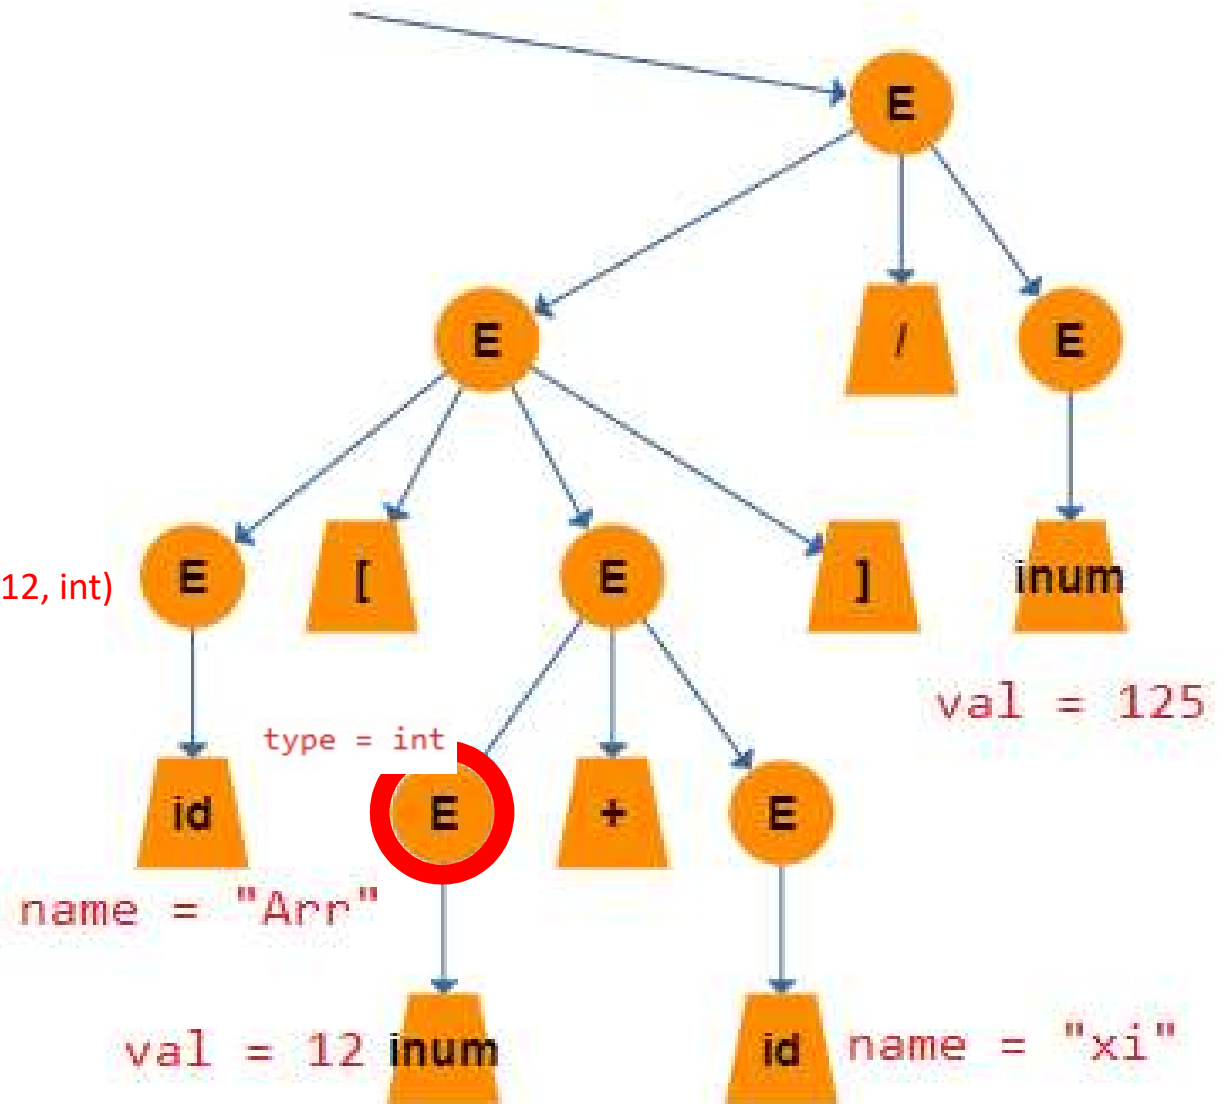 E
E
/
E
12, int)
E
[
E
]
inum
val = 125
type = int
id
E
+
E
name = "Arr"
val = 12
inum
id
name = "xi"